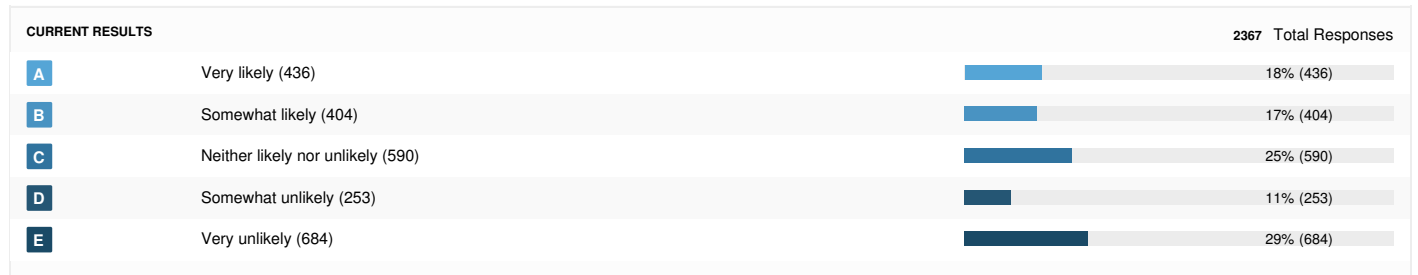 CURRENT RESULTS 2367 Total Responses
A Very likely (436) 18% (436)
B Somewhat likely (404) 17% (404)
C Neither likely nor unlikely (590) 25% (590)
D Somewhat unlikely (253) 11% (253)
E Very unlikely (684) 29% (684)